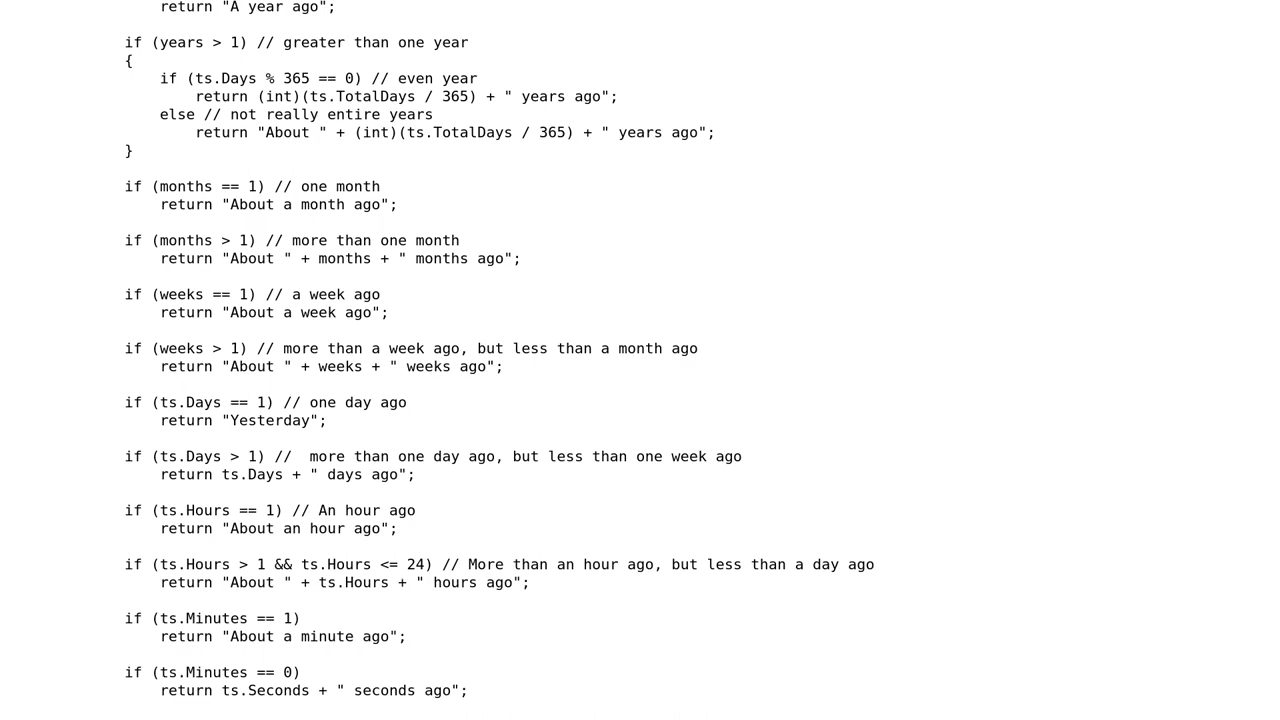 return "A year ago";
if (years > 1) // greater than one year
{
if (ts.Days % 365 == 0) // even year
return (int)(ts.TotalDays / 365) + " years ago";
else // not really entire years
return "About " + (int)(ts.TotalDays / 365) + " years ago";
}
if (months == 1) // one month
return "About a month ago";
if (months > 1) // more than one month
return "About " + months + " months ago";
if (weeks == 1) // a week ago
return "About a week ago";
if (weeks > 1) // more than a week ago, but less than a month ago
return "About " + weeks + " weeks ago";
if (ts.Days == 1) // one day ago
return "Yesterday";
if (ts.Days > 1) //  more than one day ago, but less than one week ago
return ts.Days + " days ago";
if (ts.Hours == 1) // An hour ago
return "About an hour ago";
if (ts.Hours > 1 && ts.Hours <= 24) // More than an hour ago, but less than a day ago
return "About " + ts.Hours + " hours ago";
if (ts.Minutes == 1)
return "About a minute ago";
if (ts.Minutes == 0)
return ts.Seconds + " seconds ago";